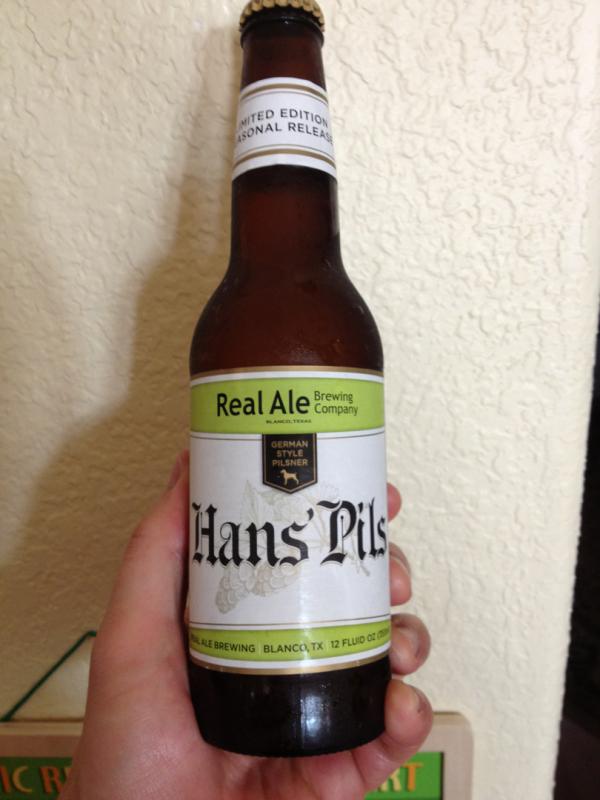 LIMITED EDITION
SEASONAL RELEASE
Real Ale Brewing Company
BLANCO, TEXAS
GERMAN
STYLE
PILSNER
Hans' Pils
REAL ALE BREWING | BLANCO, TX | 12 FLUID OZ
IC